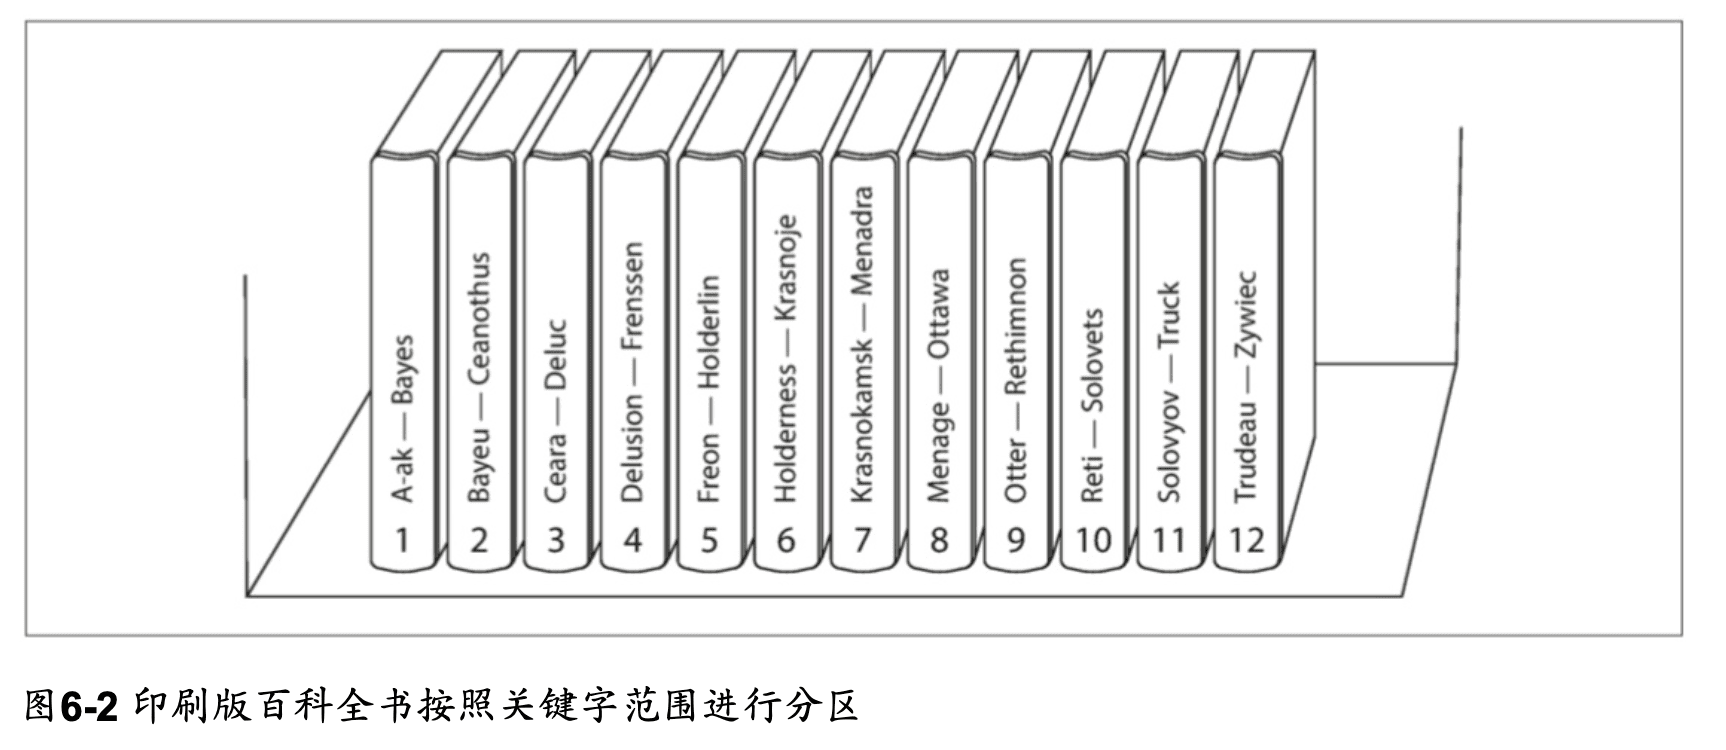 A-ak — Bayes
1
Bayeu — Ceanothus
2
Ceara — Deluc
3
Delusion — Frenssen
4
Freon — Holderlin
5
Holderness — Krasnoje
6
Krasnokamsk — Menadra
7
Menage — Ottawa
8
Otter — Rethimnon
9
Reti — Solovets
10
Solovyov — Truck
11
Trudeau — Zywiec
12
图6-2 印刷版百科全书按照关键字范围进行分区